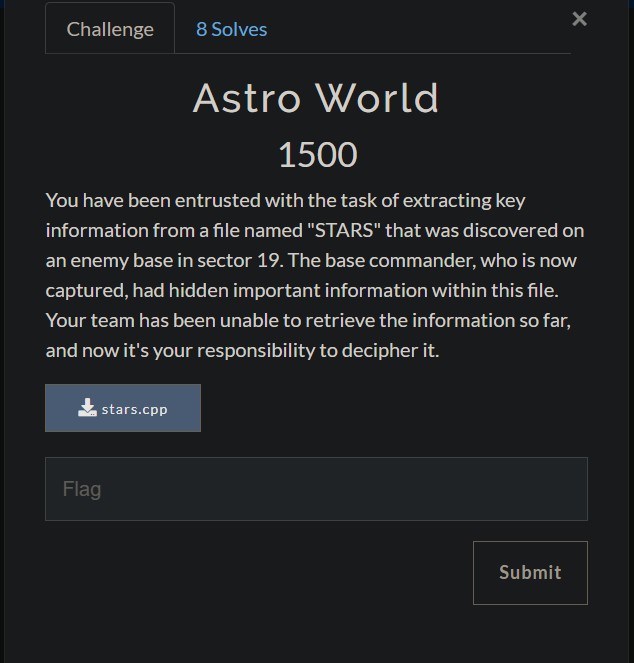 Challenge
8 Solves
×
Astro World
1500
You have been entrusted with the task of extracting key
information from a file named "STARS" that was discovered on
an enemy base in sector 19. The base commander, who is now
captured, had hidden important information within this file.
Your team has been unable to retrieve the information so far,
and now it's your responsibility to decipher it.
stars.cpp
Flag
Submit